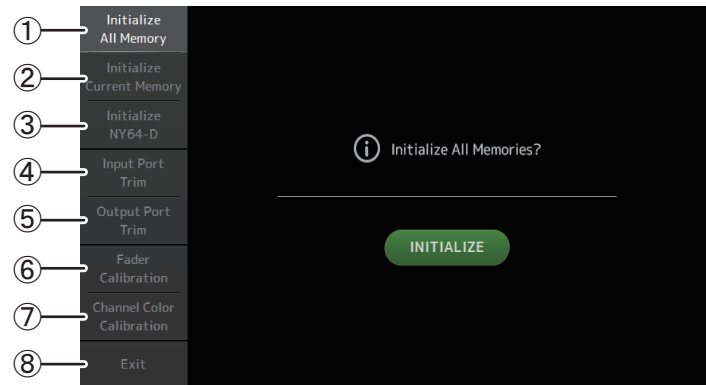 ① Initialize
All Memory
② Initialize
Current Memory
③ Initialize
NY64-D
④ Input Port
Trim
⑤ Output Port
Trim
⑥ Fader
Calibration
⑦ Channel Color
Calibration
⑧ Exit
Initialize All Memories?
INITIALIZE